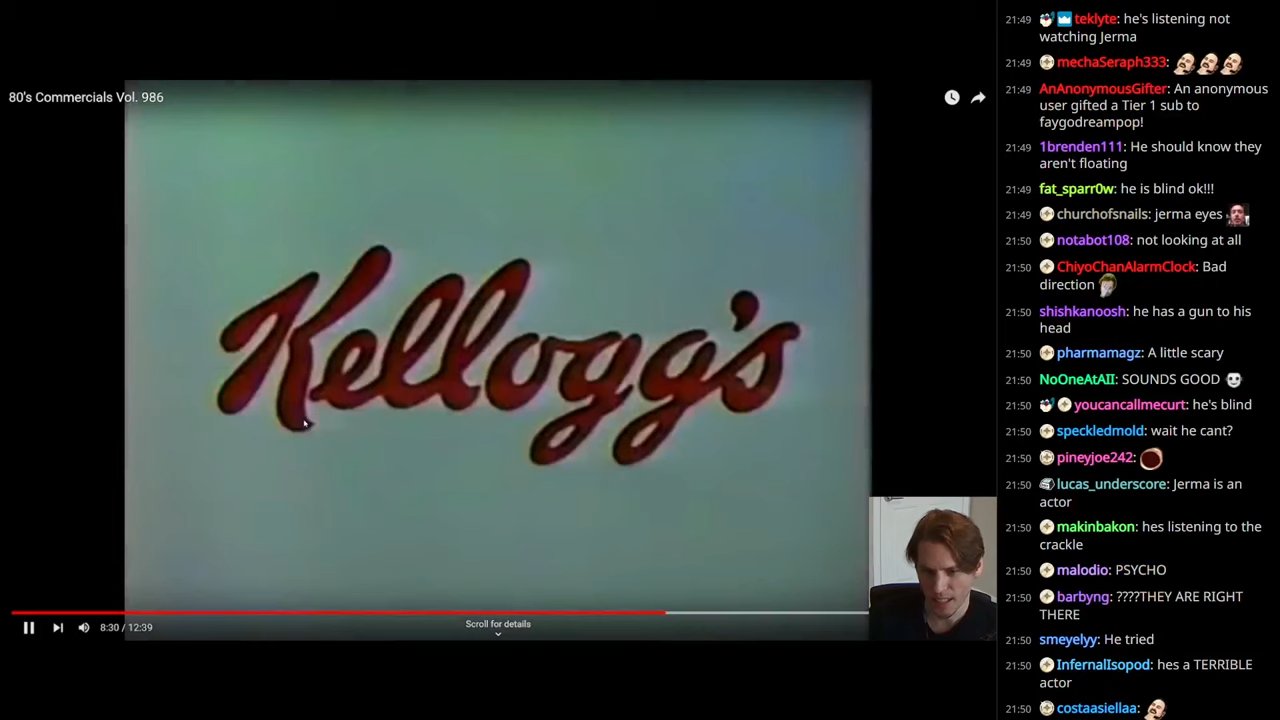 80's Commercials Vol. 986
Kellogg's
8:30 / 12:39
Scroll for details
21:49 teklyte: he's listening not
watching Jerma
21:49 mechaSeraph333:
21:49 AnAnonymousGifter: An anonymous
user gifted a Tier 1 sub to
faygodreampop!
21:49 1brenden111: He should know they
aren't floating
21:49 fat_sparr0w: he is blind ok!!!
21:49 churchofsnails: jerma eyes
21:50 notabot108: not looking at all
21:50 ChiyoChanAlarmClock: Bad
direction
21:50 shishkanoosh: he has a gun to his
head
21:50 pharmamagz: A little scary
21:50 NoOneAtAII: SOUNDS GOOD
21:50 youcancallmecurt: he's blind
21:50 speckledmold: wait he cant?
21:50 pineyjoe242:
21:50 lucas_underscore: Jerma is an
actor
21:50 makinbakon: hes listening to the
crackle
21:50 malodio: PSYCHO
21:50 barbyng: ????THEY ARE RIGHT
THERE
21:50 smeyelyy: He tried
21:50 InfernalIsopod: hes a TERRIBLE
actor
21:50 costaasiellaa: